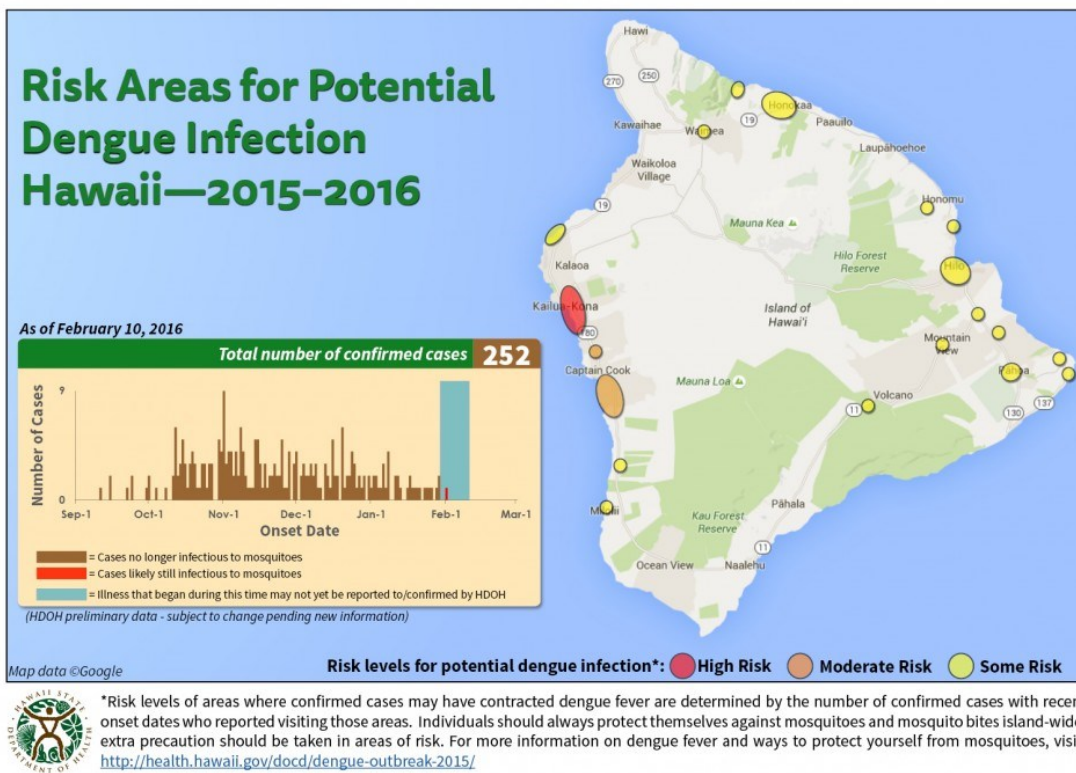 Risk Areas for Potential
Dengue Infection
Hawaii—2015-2016
As of February 10, 2016
Total number of confirmed cases 252
Number of Cases
9
0
Sep-1 Oct-1 Nov-1 Dec-1 Jan-1 Feb-1 Mar-1
Onset Date
= Cases no longer infectious to mosquitoes
= Cases likely still infectious to mosquitoes
= Illness that began during this time may not yet be reported to/confirmed by HDOH
(HDOH preliminary data - subject to change pending new information)
Map data ©Google
Hawi
270
250
Honokaa
Kawaihae
Waimea
19
Paauilo
Laupāhoehoe
Waikoloa
Village
19
Honomu
Mauna Kea
Kalaoa
Hilo Forest
Reserve
Hilo
Kailua-Kona
Island of
Hawai'i
180
Mountain
View
Captain Cook
Mauna Loa
Pahoa
Volcano
11
137
130
Pāhala
Kau Forest
Reserve
11
Ocean View
Naalehu
Risk levels for potential dengue infection*: High Risk Moderate Risk Some Risk
HAWAII STATE
DEPARTMENT OF HEALTH
*Risk levels of areas where confirmed cases may have contracted dengue fever are determined by the number of confirmed cases with recen
onset dates who reported visiting those areas. Individuals should always protect themselves against mosquitoes and mosquito bites island-wide
extra precaution should be taken in areas of risk. For more information on dengue fever and ways to protect yourself from mosquitoes, visi
http://health.hawaii.gov/docd/dengue-outbreak-2015/